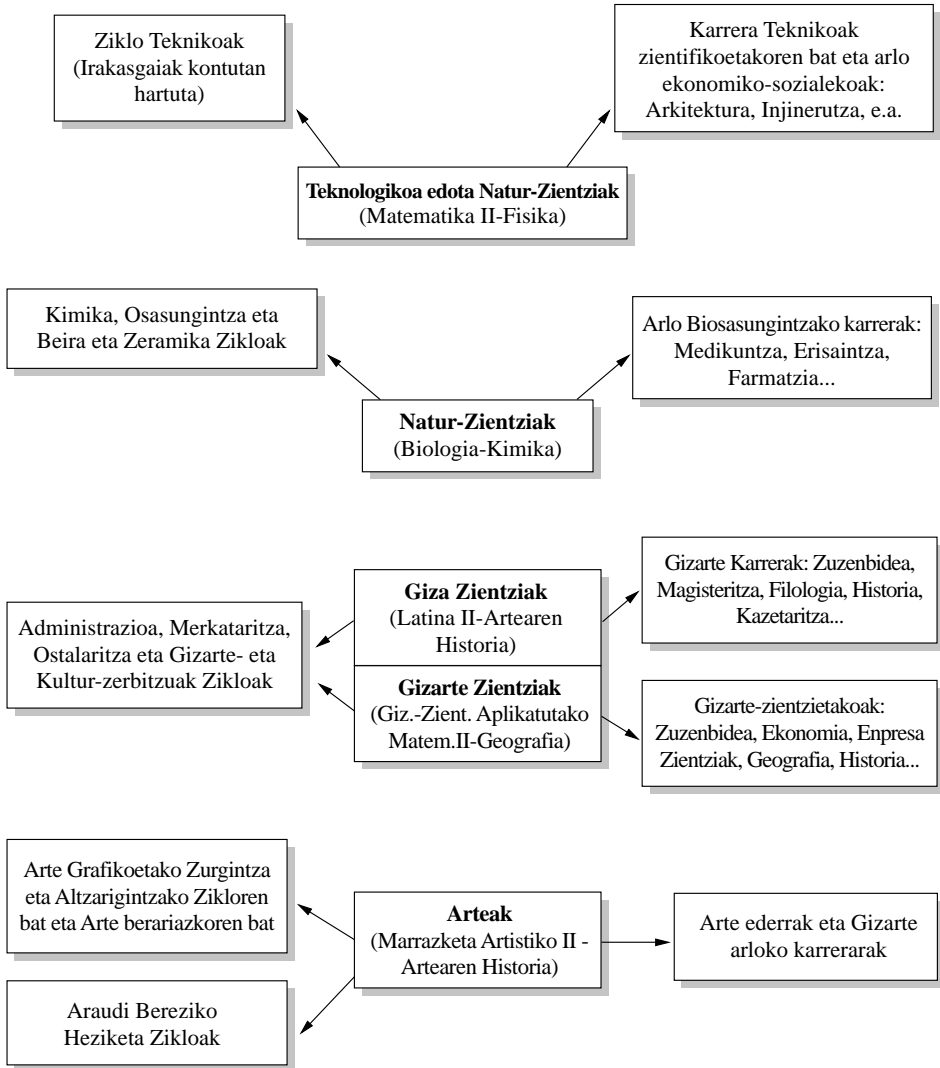 Ziklo Teknikoak
(Irakasgaiak kontutan
hartuta)
Karrera Teknikoak
zientifikoetakoren bat eta arlo
ekonomiko-sozialekoak:
Arkitektura, Injinerutza, e.a.
Teknologikoa edota Natur-Zientziak
(Matematika II-Fisika)
Kimika, Osasungintza eta
Beira eta Zeramika Zikloak
Arlo Biosasungintzako karrerak:
Medikuntza, Erisaintza,
Farmatzia...
Natur-Zientziak
(Biologia-Kimika)
Administrazioa, Merkataritza,
Ostalaritza eta Gizarte- eta
Kultur-zerbitzuak Zikloak
Giza Zientziak
(Latina II-Artearen
Historia)
Gizarte Zientziak
(Giz.-Zient. Aplikatutako
Matem.II-Geografia)
Gizarte Karrerak: Zuzenbidea,
Magisteritza, Filologia, Historia,
Kazetaritza...
Gizarte-zientzietakoak:
Zuzenbidea, Ekonomia, Enpresa
Zientziak, Geografia, Historia...
Arte Grafikoetako Zurgintza
eta Altzarigintzako Zikloren
bat eta Arte berariazkoren bat
Arteak
(Marrazketa Artistiko II -
Artearen Historia)
Arte ederrak eta Gizarte
arloko karrerarak
Araudi Bereziko
Heziketa Zikloak